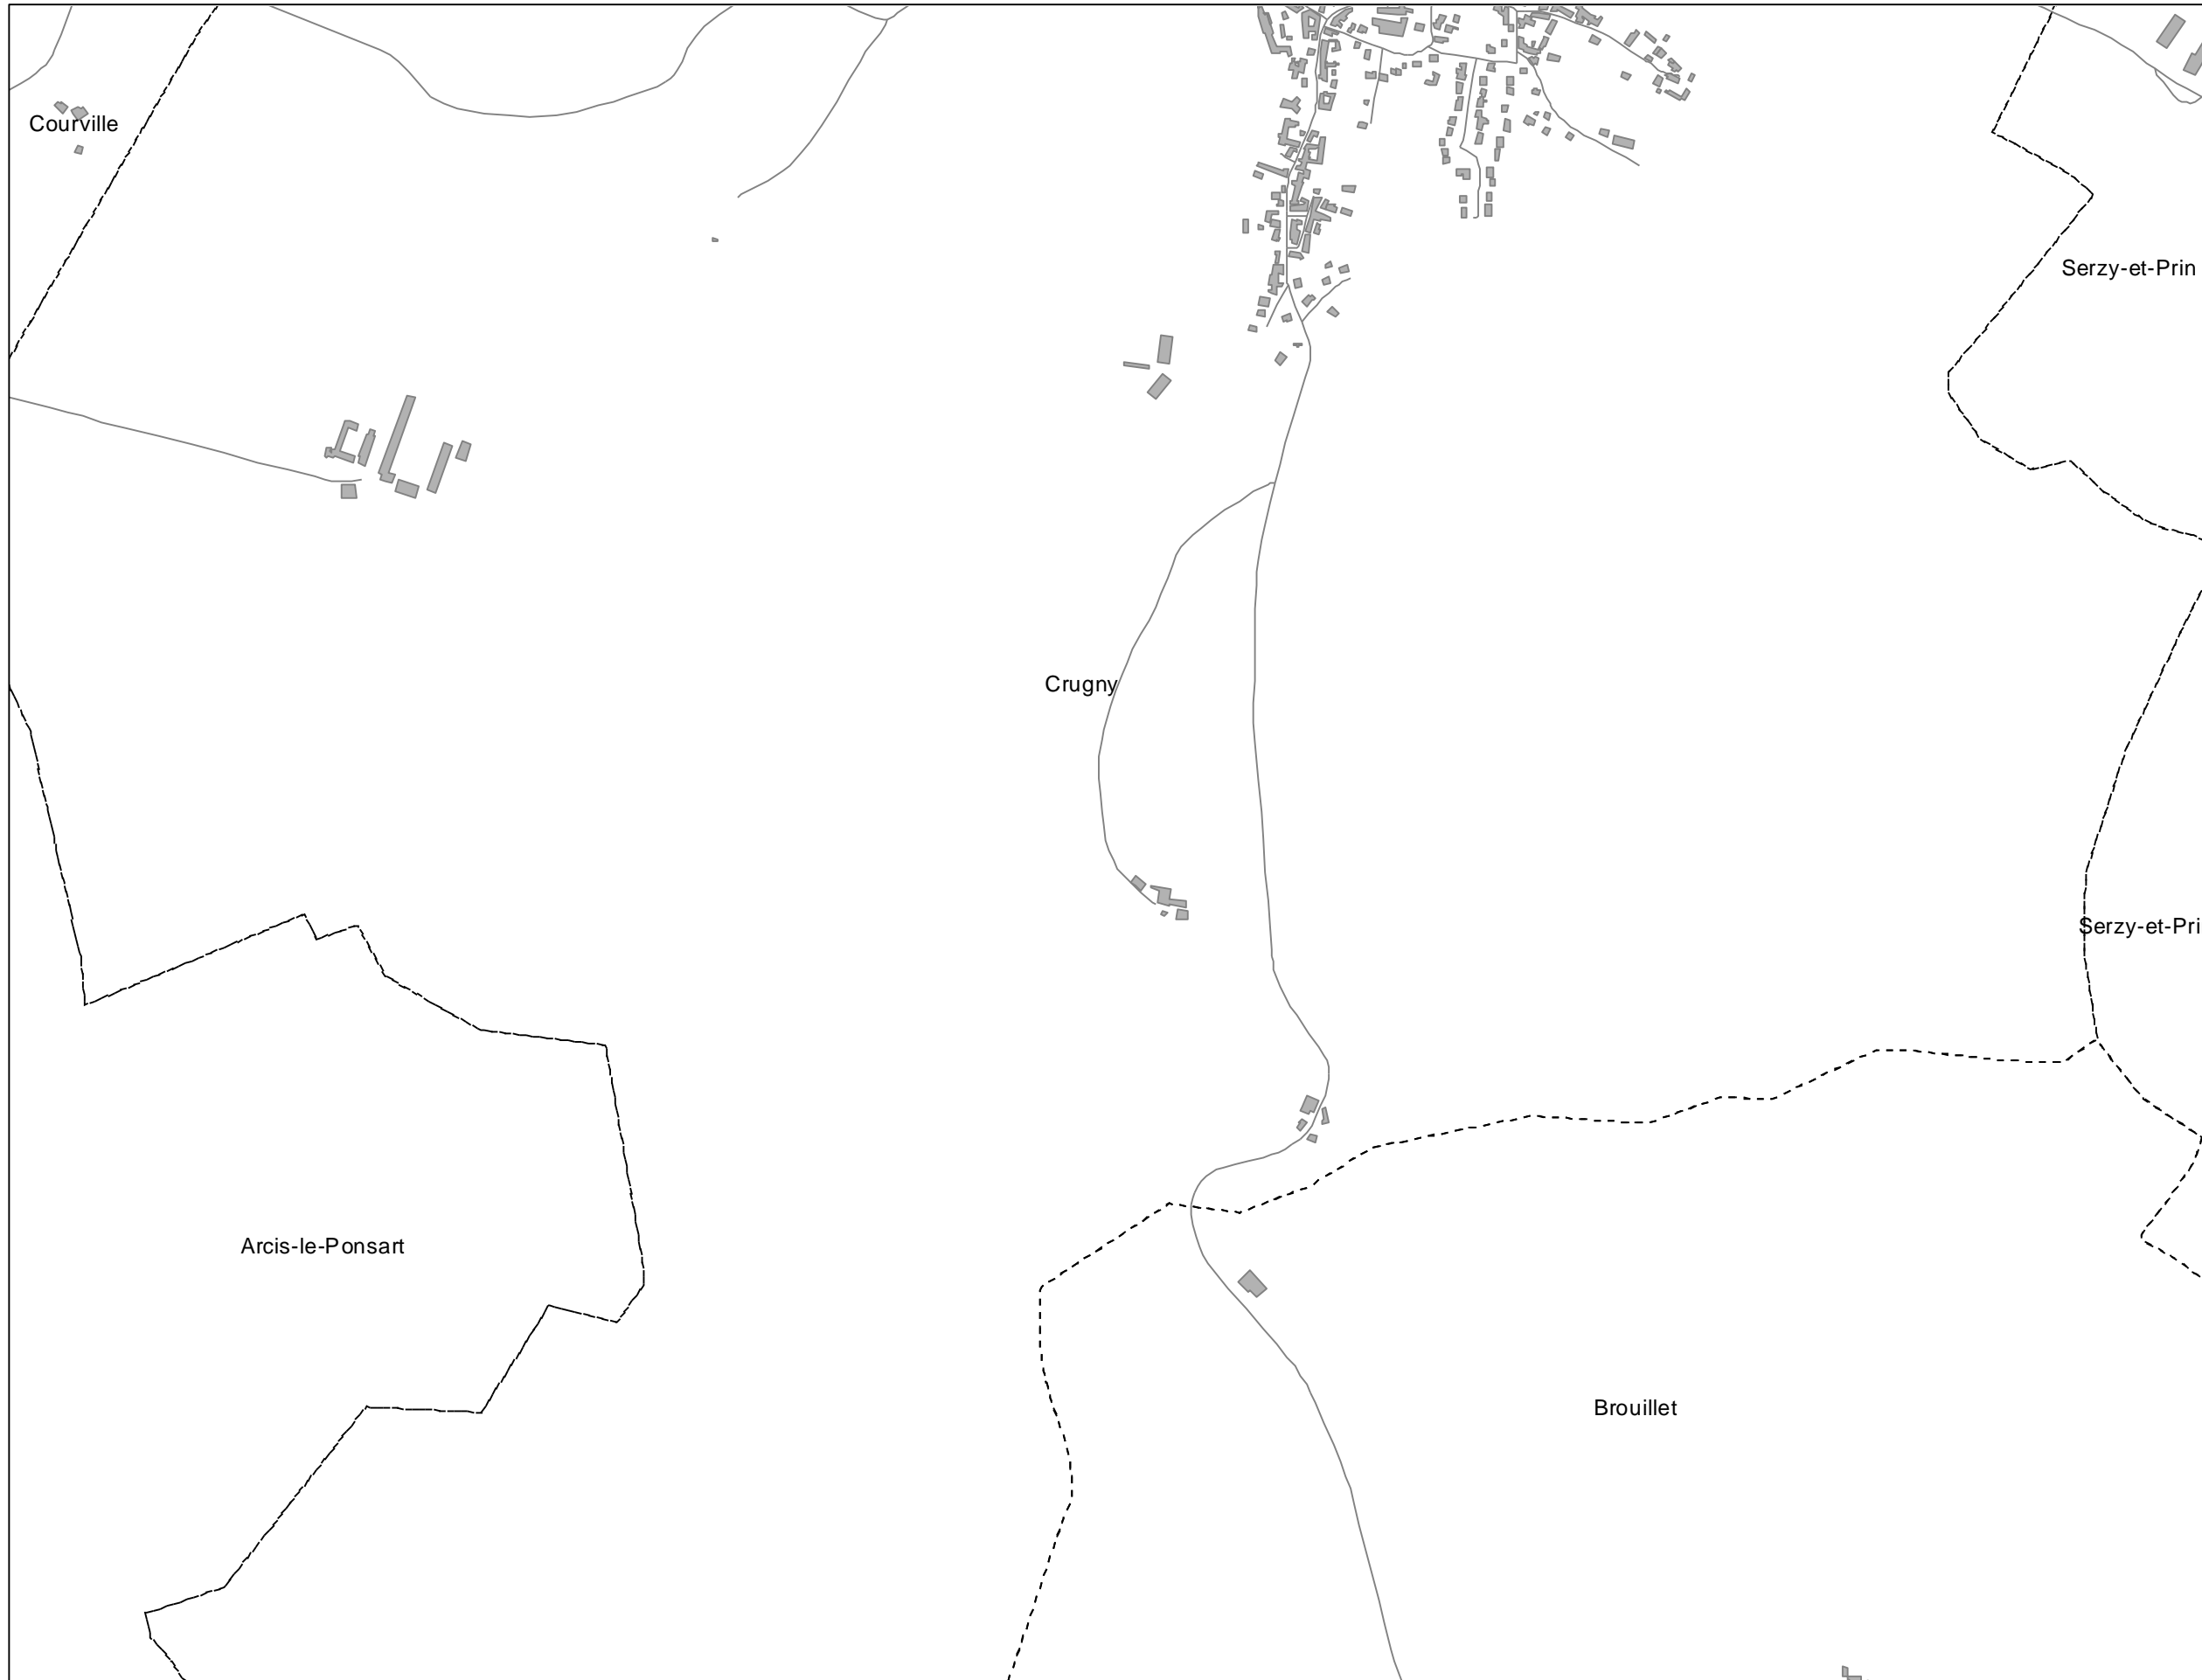 Courville
Serzy-et-Prin
Crugny
Serzy-et-Pri
Arcis-le-Ponsart
Brouillet